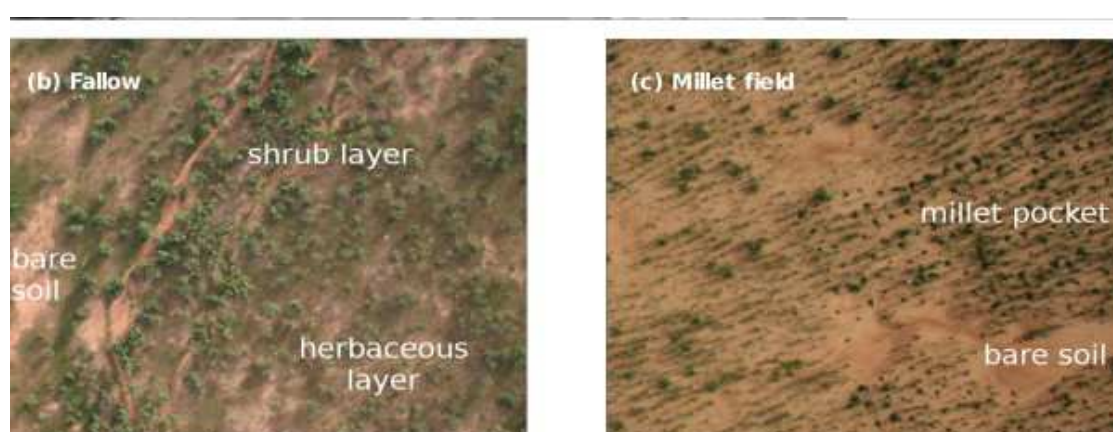 (b) Fallow
shrub layer
bare
soil
herbaceous
layer
(c) Millet field
millet pocket
bare soil